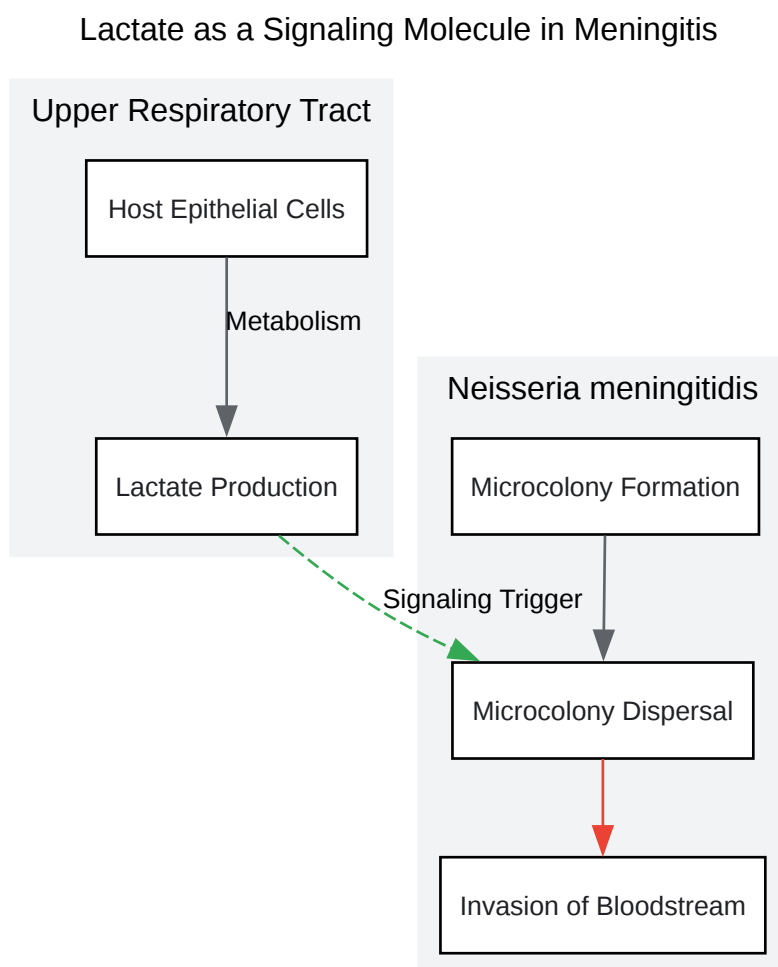 Lactate as a Signaling Molecule in Meningitis
Upper Respiratory Tract
Host Epithelial Cells
Metabolism
Lactate Production
Neisseria meningitidis
Microcolony Formation
Signaling Trigger
Microcolony Dispersal
Invasion of Bloodstream